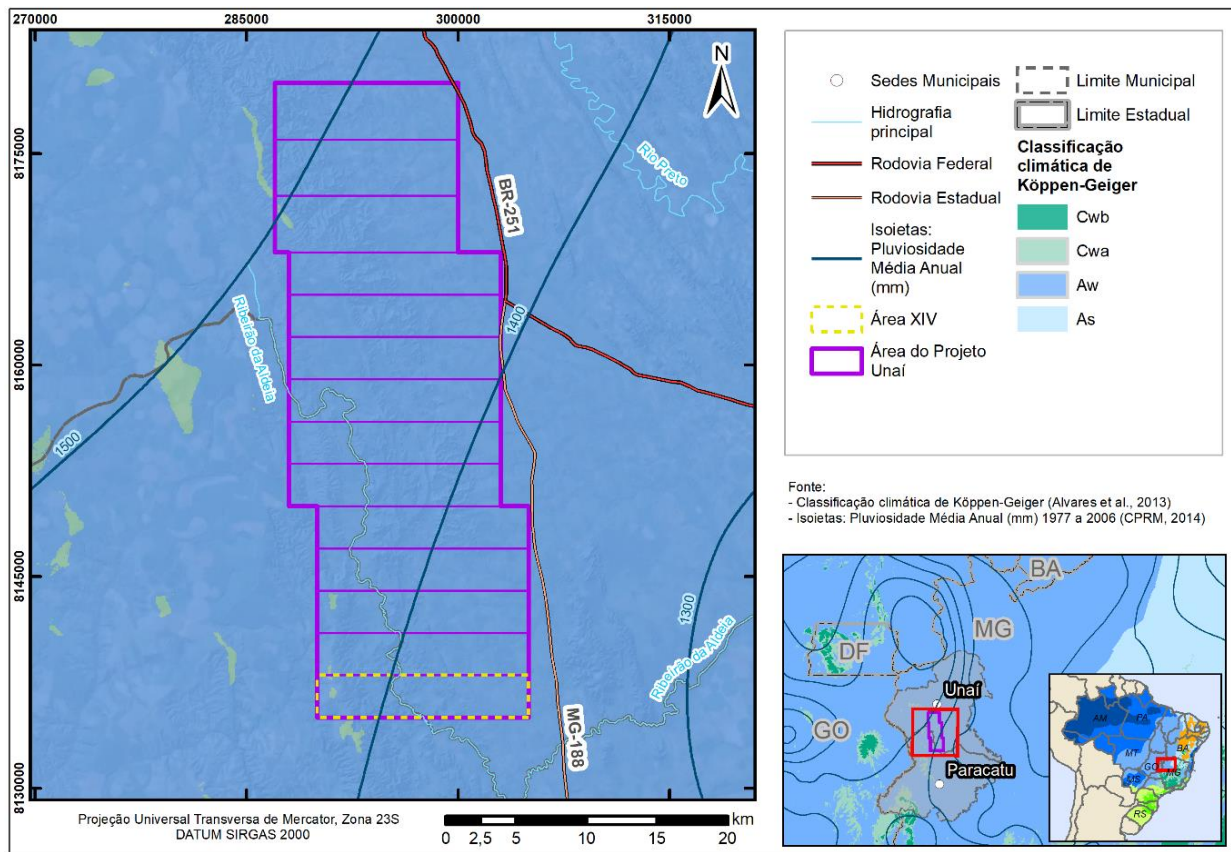 270000
285000
300000
315000
8175000
8160000
8145000
8130000
N
Rio Preto
BR-251
1400
Ribeirão da Aldeia
1500
1300
Ribeirão da Aldeia
MG-188
Projeção Universal Transversa de Mercator, Zona 23S
DATUM SIRGAS 2000
0 2,5 5 10 15 20 km
Sedes Municipais
Hidrografia
principal
Rodovia Federal
Rodovia Estadual
Isoietas:
Pluviosidade
Média Anual
(mm)
Área XIV
Área do Projeto
Unaí
Limite Municipal
Limite Estadual
Classificação
climática de
Köppen-Geiger
Cwb
Cwa
Aw
As
Fonte:
- Classificação climática de Köppen-Geiger (Alvares et al., 2013)
- Isoietas: Pluviosidade Média Anual (mm) 1977 a 2006 (CPRM, 2014)
BA
MG
DF
Unaí
GO
Paracatu
AM
PA
MT
BA
GO
MG
MS
RS